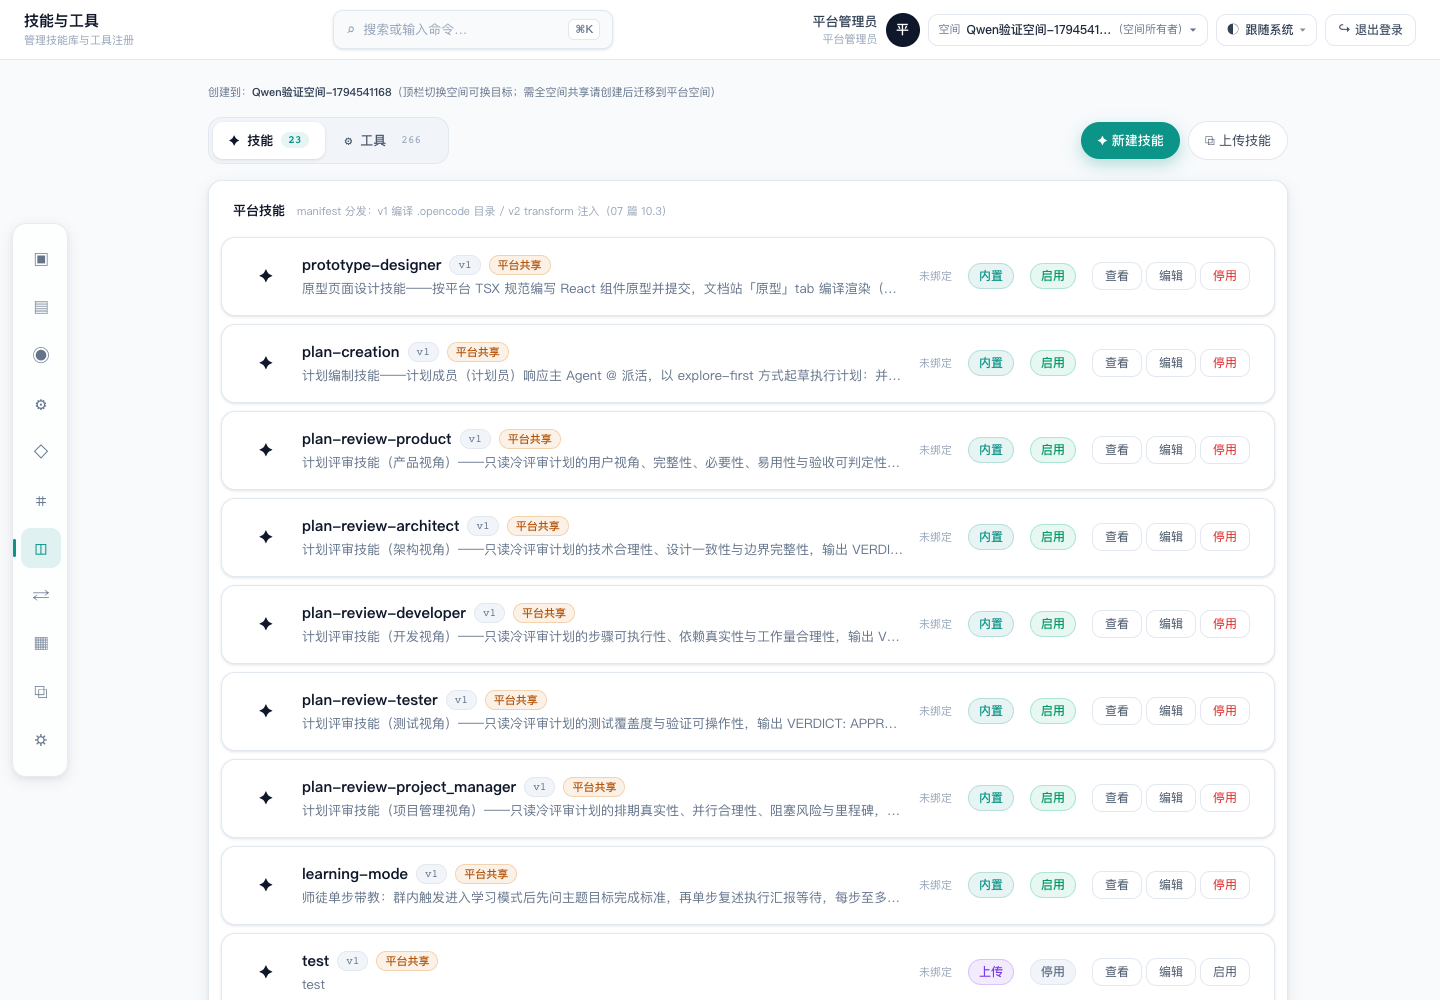 技能与工具
管理技能库与工具注册
搜索或输入命令...
⌘K
平台管理员
平台管理员
平
空间 Qwen验证空间-1794541... (空间所有者)
跟随系统
退出登录
创建到：Qwen验证空间-1794541168（顶栏切换空间可换目标；需全空间共享请创建后迁移到平台空间）
技能 23
工具 266
新建技能
上传技能
平台技能 manifest 分发：v1 编译 .opencode 目录 / v2 transform 注入（07 篇 10.3）
prototype-designer v1 平台共享
原型页面设计技能——按平台 TSX 规范编写 React 组件原型并提交，文档站「原型」tab 编译渲染（...
未绑定 内置 启用 查看 编辑 停用
plan-creation v1 平台共享
计划编制技能——计划成员（计划员）响应主 Agent @ 派活，以 explore-first 方式起草执行计划：并...
未绑定 内置 启用 查看 编辑 停用
plan-review-product v1 平台共享
计划评审技能（产品视角）——只读冷评审计划的用户视角、完整性、必要性、易用性与验收可判定性...
未绑定 内置 启用 查看 编辑 停用
plan-review-architect v1 平台共享
计划评审技能（架构视角）——只读冷评审计划的技术合理性、设计一致性与边界完整性，输出 VERDI...
未绑定 内置 启用 查看 编辑 停用
plan-review-developer v1 平台共享
计划评审技能（开发视角）——只读冷评审计划的步骤可执行性、依赖真实性与工作量合理性，输出 V...
未绑定 内置 启用 查看 编辑 停用
plan-review-tester v1 平台共享
计划评审技能（测试视角）——只读冷评审计划的测试覆盖度与验证可操作性，输出 VERDICT: APPR...
未绑定 内置 启用 查看 编辑 停用
plan-review-project_manager v1 平台共享
计划评审技能（项目管理视角）——只读冷评审计划的排期真实性、并行合理性、阻塞风险与里程碑，...
未绑定 内置 启用 查看 编辑 停用
learning-mode v1 平台共享
师徒单步带教：群内触发进入学习模式后先问主题目标完成标准，再单步复述执行汇报等待，每步至多...
未绑定 内置 启用 查看 编辑 停用
test v1 平台共享
test
未绑定 上传 停用 查看 编辑 启用